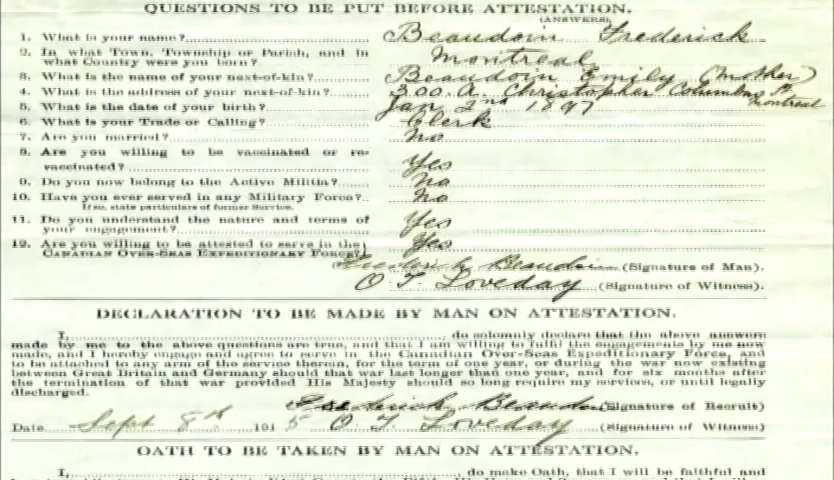 QUESTIONS TO BE PUT BEFORE ATTESTATION.
(ANSWERS).
1. What is your name? Beaudoin Frederick
2. In what Town, Township or Parish, and in
what Country were you born? Montreal
3. What is the name of your next-of-kin? Beaudoin Emily (Mother)
4. What is the address of your next-of-kin? 300 A. Christopher Columbus St. Montreal
5. What is the date of your birth? Jan 2nd 1897
6. What is your Trade or Calling? Clerk
7. Are you married? No
8. Are you willing to be vaccinated or re-
vaccinated? Yes
9. Do you now belong to the Active Militia? No
10. Have you ever served in any Military Force? No
If so, state particulars of former Service.
11. Do you understand the nature and terms of
your engagement? Yes
12. Are you willing to be attested to serve in the Yes
CANADIAN OVER-SEAS EXPEDITIONARY FORCE?
Frederick Beaudoin (Signature of Man).
O T. Loveday (Signature of Witness).
DECLARATION TO BE MADE BY MAN ON ATTESTATION.
I, do solemnly declare that the above answers
made by me to the above questions are true, and that I am willing to fulfil the engagements by me now
made, and I hereby engage and agree to serve in the Canadian Over-Seas Expeditionary Force, and
to be attached to any arm of the service therein, for the term of one year, or during the war now existing
between Great Britain and Germany should that war last longer than one year, and for six months after
the termination of that war provided His Majesty should so long require my services, or until legally
discharged.
Frederick Beaudoin (Signature of Recruit)
Date Sept 8th 1915 O T. Loveday (Signature of Witness)
OATH TO BE TAKEN BY MAN ON ATTESTATION.
I, do make Oath, that I will be faithful and